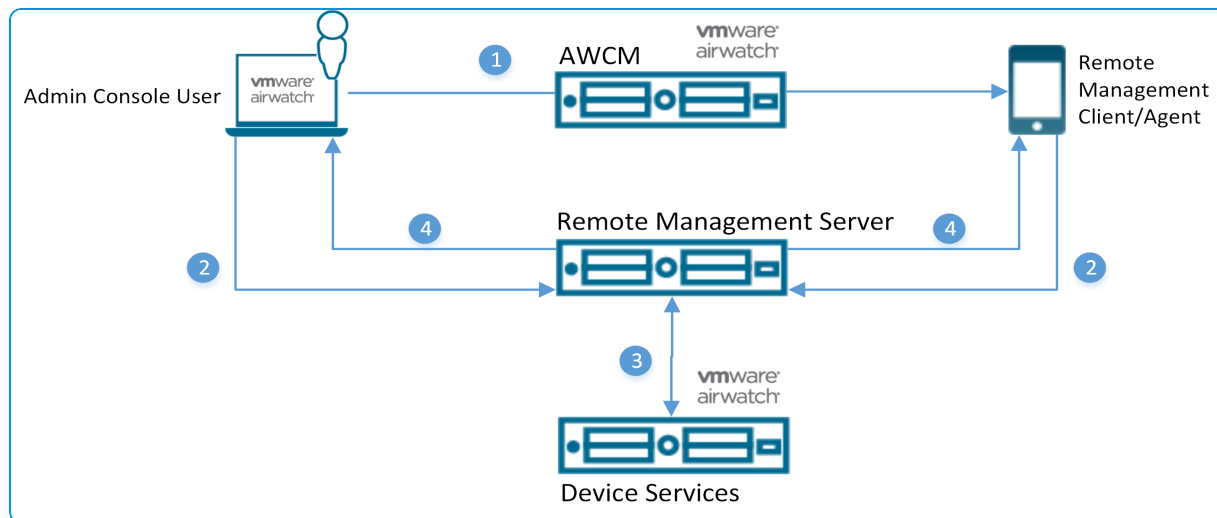 vmware
airwatch
AWCM
1
Admin Console User
vmware
airwatch
Remote
Management
Client/Agent
Remote Management Server
4
4
2
2
3
vmware
airwatch
Device Services